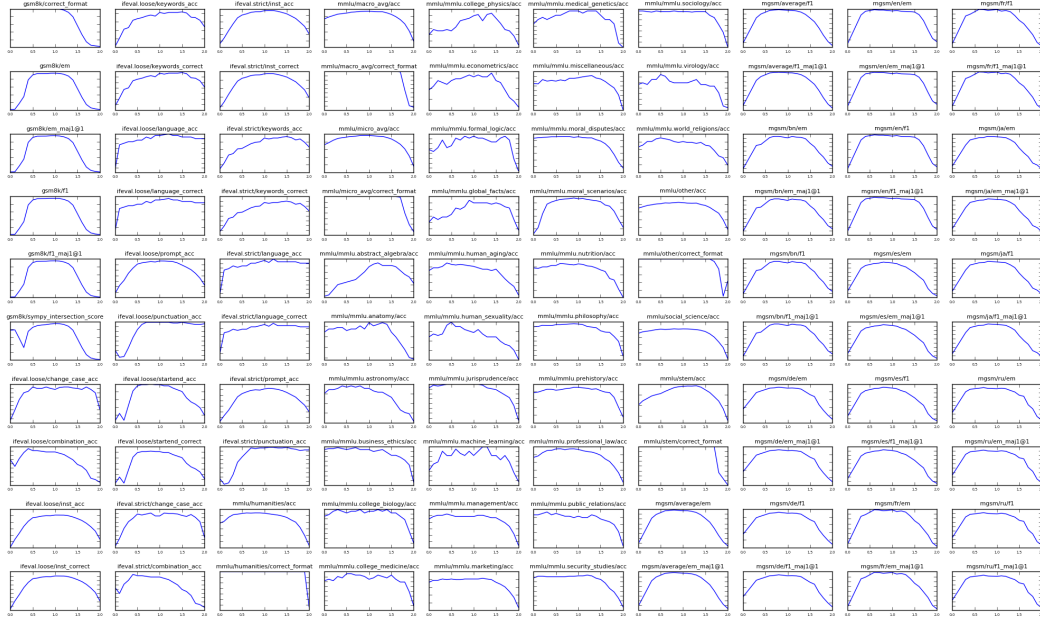 gsm8k/correct_format
ifeval.loose/keywords_acc
ifeval.strict/inst_acc
mmlu/macro_avg/acc
mmlu/mmlu.college_physics/acc
mmlu/mmlu.medical_genetics/acc
mmlu/mmlu.sociology/acc
mgsm/average/f1
mgsm/en/em
mgsm/fr/f1
gsm8k/em
ifeval.loose/keywords_correct
ifeval.strict/inst_correct
mmlu/macro_avg/correct_format
mmlu/mmlu.econometrics/acc
mmlu/mmlu.miscellaneous/acc
mmlu/mmlu.virology/acc
mgsm/average/f1_maj1@1
mgsm/en/em_maj1@1
mgsm/fr/f1_maj1@1
gsm8k/em_maj1@1
ifeval.loose/language_acc
ifeval.strict/keywords_acc
mmlu/micro_avg/acc
mmlu/mmlu.formal_logic/acc
mmlu/mmlu.moral_disputes/acc
mmlu/mmlu.world_religions/acc
mgsm/bn/em
mgsm/en/f1
mgsm/ja/em
gsm8k/f1
ifeval.loose/language_correct
ifeval.strict/keywords_correct
mmlu/micro_avg/correct_format
mmlu/mmlu.global_facts/acc
mmlu/mmlu.moral_scenarios/acc
mmlu/other/acc
mgsm/bn/em_maj1@1
mgsm/en/f1_maj1@1
mgsm/ja/em_maj1@1
gsm8k/f1_maj1@1
ifeval.loose/prompt_acc
ifeval.strict/language_acc
mmlu/mmlu.abstract_algebra/acc
mmlu/mmlu.human_aging/acc
mmlu/mmlu.nutrition/acc
mmlu/other/correct_format
mgsm/bn/f1
mgsm/es/em
mgsm/ja/f1
gsm8k/sympy_intersection_score
ifeval.loose/punctuation_acc
ifeval.strict/language_correct
mmlu/mmlu.anatomy/acc
mmlu/mmlu.human_sexuality/acc
mmlu/mmlu.philosophy/acc
mmlu/social_science/acc
mgsm/bn/f1_maj1@1
mgsm/es/em_maj1@1
mgsm/ja/f1_maj1@1
ifeval.loose/change_case_acc
ifeval.loose/startend_acc
ifeval.strict/prompt_acc
mmlu/mmlu.astronomy/acc
mmlu/mmlu.jurisprudence/acc
mmlu/mmlu.prehistory/acc
mmlu/stem/acc
mgsm/de/em
mgsm/es/f1
mgsm/ru/em
ifeval.loose/combination_acc
ifeval.loose/startend_correct
ifeval.strict/punctuation_acc
mmlu/mmlu.business_ethics/acc
mmlu/mmlu.machine_learning/acc
mmlu/mmlu.professional_law/acc
mmlu/stem/correct_format
mgsm/de/em_maj1@1
mgsm/es/f1_maj1@1
mgsm/ru/em_maj1@1
ifeval.loose/inst_acc
ifeval.strict/change_case_acc
mmlu/humanities/acc
mmlu/mmlu.college_biology/acc
mmlu/mmlu.management/acc
mmlu/mmlu.public_relations/acc
mgsm/average/em
mgsm/de/f1
mgsm/fr/em
mgsm/ru/f1
ifeval.loose/inst_correct
ifeval.strict/combination_acc
mmlu/humanities/correct_format
mmlu/mmlu.college_medicine/acc
mmlu/mmlu.marketing/acc
mmlu/mmlu.security_studies/acc
mgsm/average/em_maj1@1
mgsm/de/f1_maj1@1
mgsm/fr/em_maj1@1
mgsm/ru/f1_maj1@1